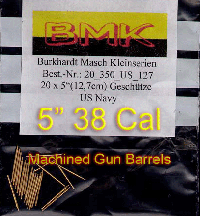 BMK
Burkhardt Masch Kleinserien
Best.-Nr.: 20_350_US_127
20 x 5"(12,7cm) Geschütze
US Navy
5" 38 Cal
Machined Gun Barrels